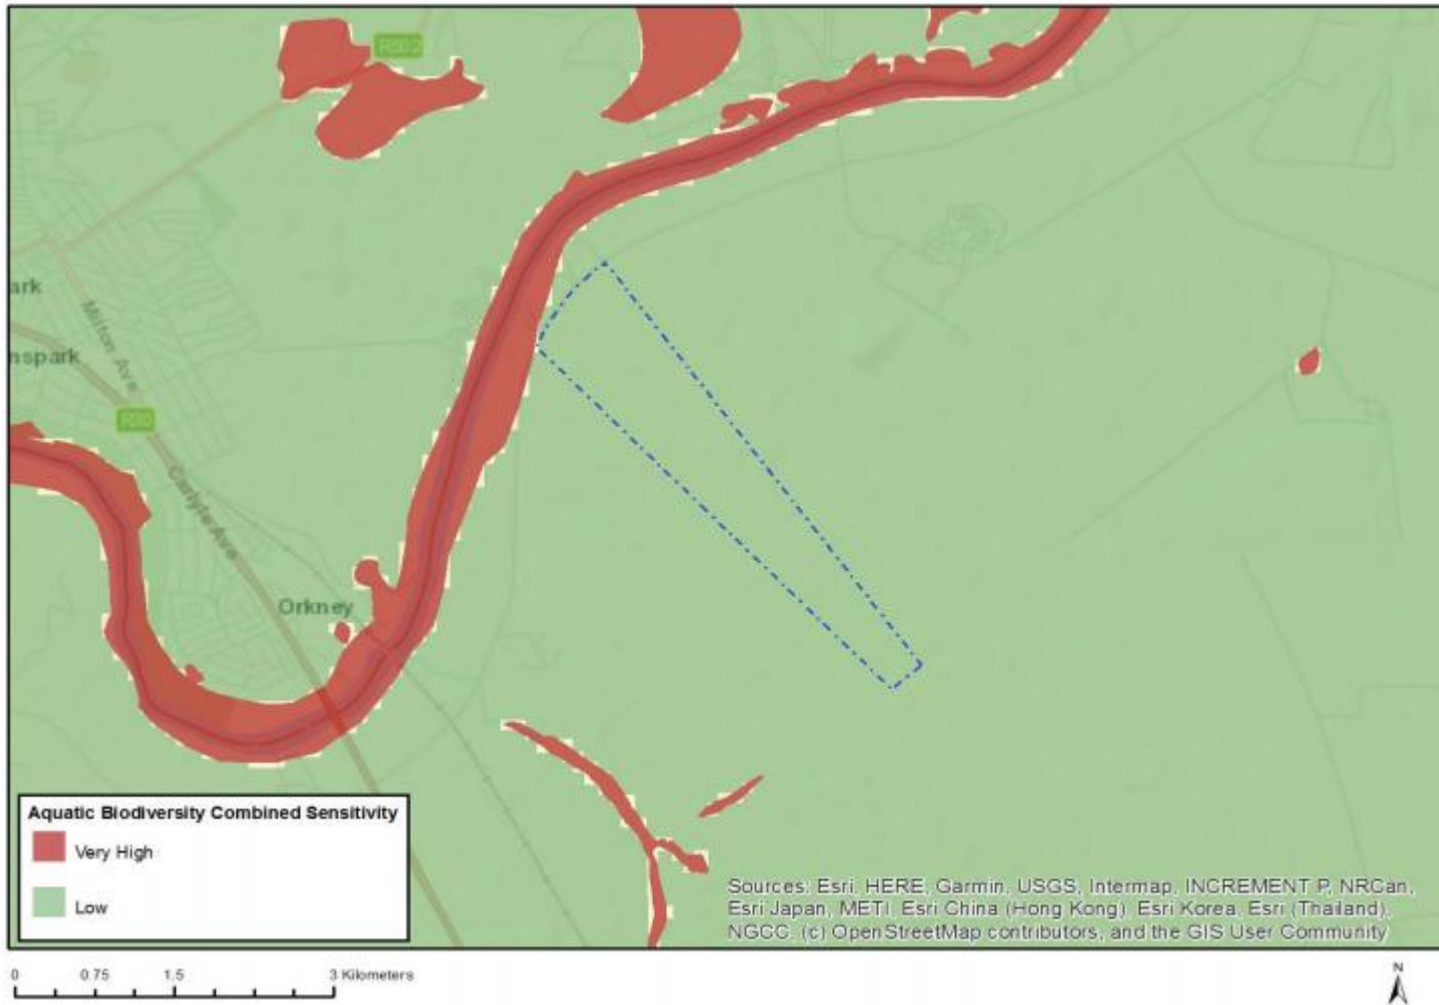 R502
ark
Milton Ave
nspark
R30
Carlyle Ave
Orkney
Aquatic Biodiversity Combined Sensitivity
Very High
Low
Sources: Esri, HERE, Garmin, USGS, Intermap, INCREMENT P, NRCan,
Esri Japan, METI, Esri China (Hong Kong), Esri Korea, Esri (Thailand),
NGCC, (c) OpenStreetMap contributors, and the GIS User Community
0 0.75 1.5 3 Kilometers
N